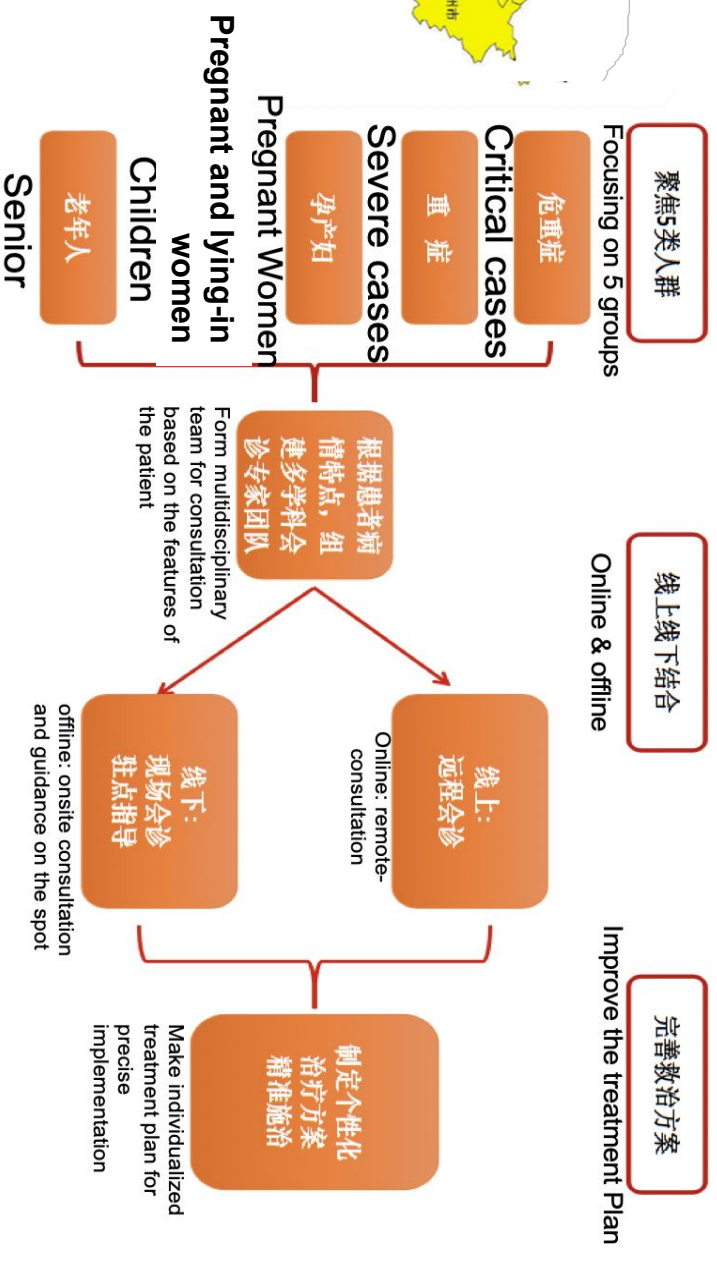 州市
聚焦5类人群
Focusing on 5 groups
危重症
Critical cases
重 症
Severe cases
孕产妇
Pregnant Women
Pregnant and lying-in
women
Children
老年人
Senior
根据患者病
情特点，组
建多学科会
诊专家团队
Form multidisciplinary
team for consultation
based on the features of
the patient
线上线下结合
Online & offline
线上：
远程会诊
Online: remote-
consultation
线下：
现场会诊
驻点指导
offline: onsite consultation
and guidance on the spot
完善救治方案
Improve the treatment Plan
制定个性化
治疗方案
精准施治
Make individualized
treatment plan for
precise
implementation